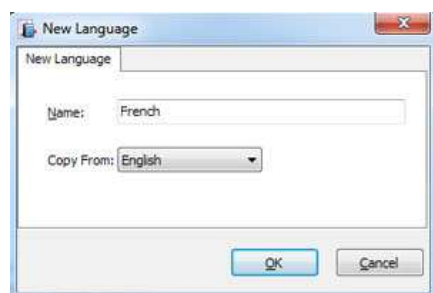 New Language
New Language
Name: French
Copy From: English
OK Cancel